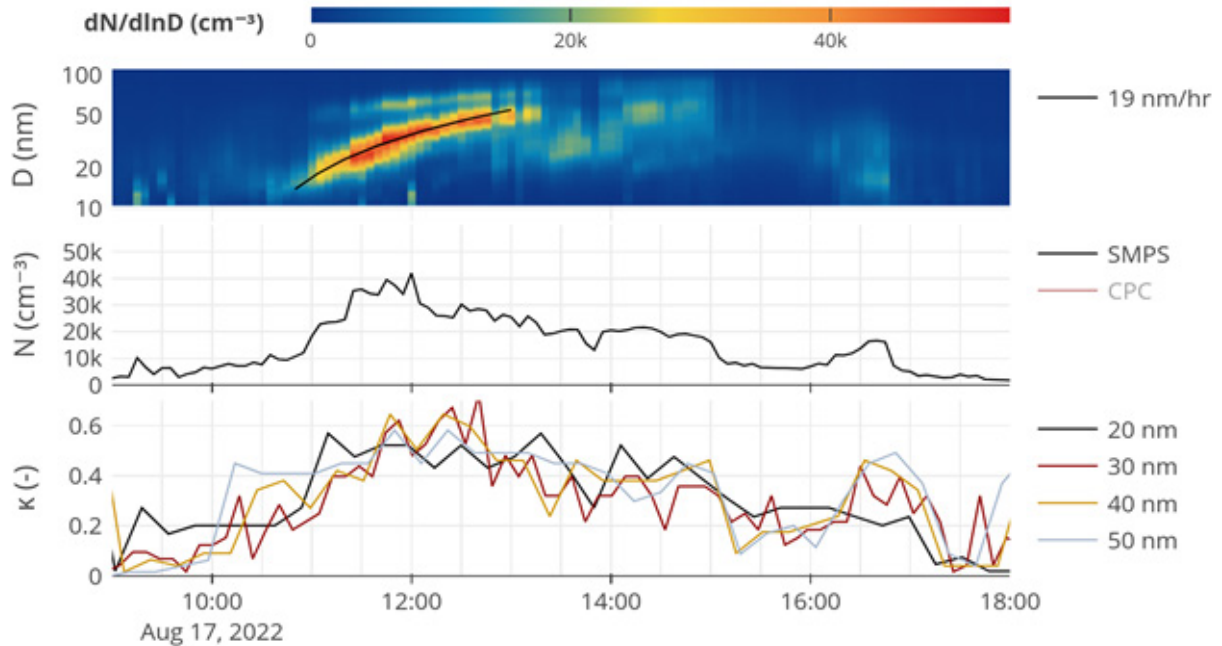 dN/dlnD (cm⁻³)
0 20k 40k
D (nm)
100
50
20
10
19 nm/hr
N (cm⁻³)
50k
40k
30k
20k
10k
0
SMPS
CPC
κ (-)
0.6
0.4
0.2
0
20 nm
30 nm
40 nm
50 nm
10:00 12:00 14:00 16:00 18:00
Aug 17, 2022